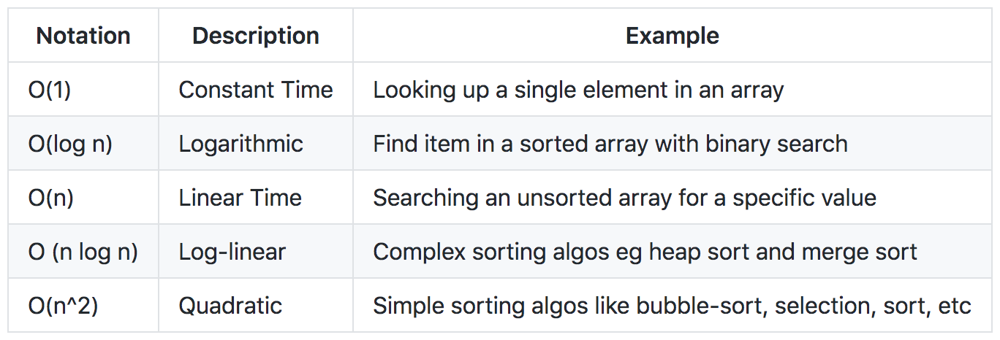 Notation Description Example
O(1) Constant Time Looking up a single element in an array
O(log n) Logarithmic Find item in a sorted array with binary search
O(n) Linear Time Searching an unsorted array for a specific value
O (n log n) Log-linear Complex sorting algos eg heap sort and merge sort
O(n^2) Quadratic Simple sorting algos like bubble-sort, selection, sort, etc